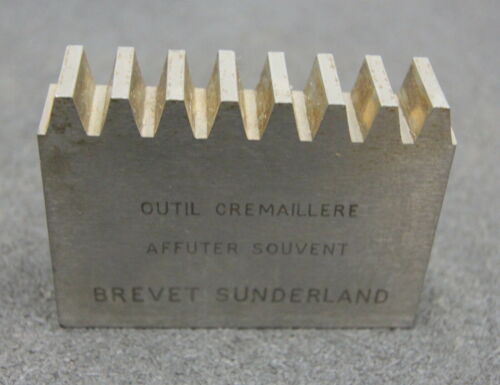 OUTIL CREMAILLERE
AFFUTER SOUVENT
BREVET SUNDERLAND